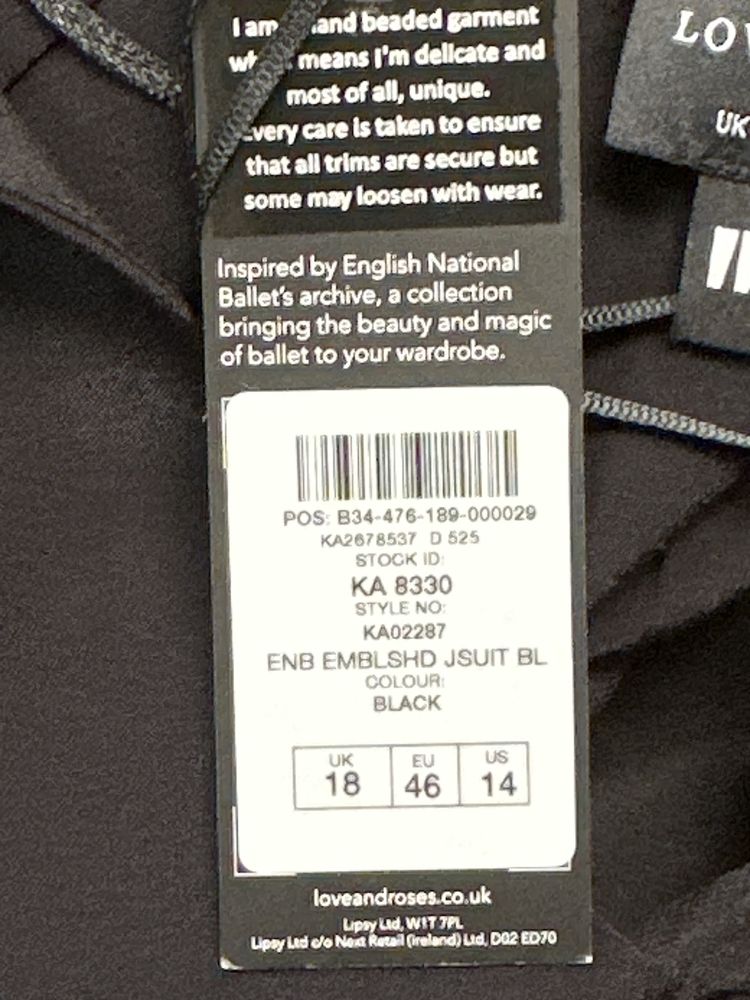 I am hand beaded garment
means I'm delicate and
most of all, unique.
Every care is taken to ensure
that all trims are secure but
some may loosen with wear.
Inspired by English National
Ballet's archive, a collection
bringing the beauty and magic
of ballet to your wardrobe.
POS: B34-476-189-000029
KA2678537 D 525
STOCK ID:
KA 8330
STYLE NO:
KA02287
ENB EMBLSHD JSUIT BL
COLOUR:
BLACK
UK EU US
18 46 14
loveandroses.co.uk
Lipsy Ltd, W1T 7PL
Lipsy Ltd c/o Next Retail (Ireland) Ltd, D02 ED70
UK